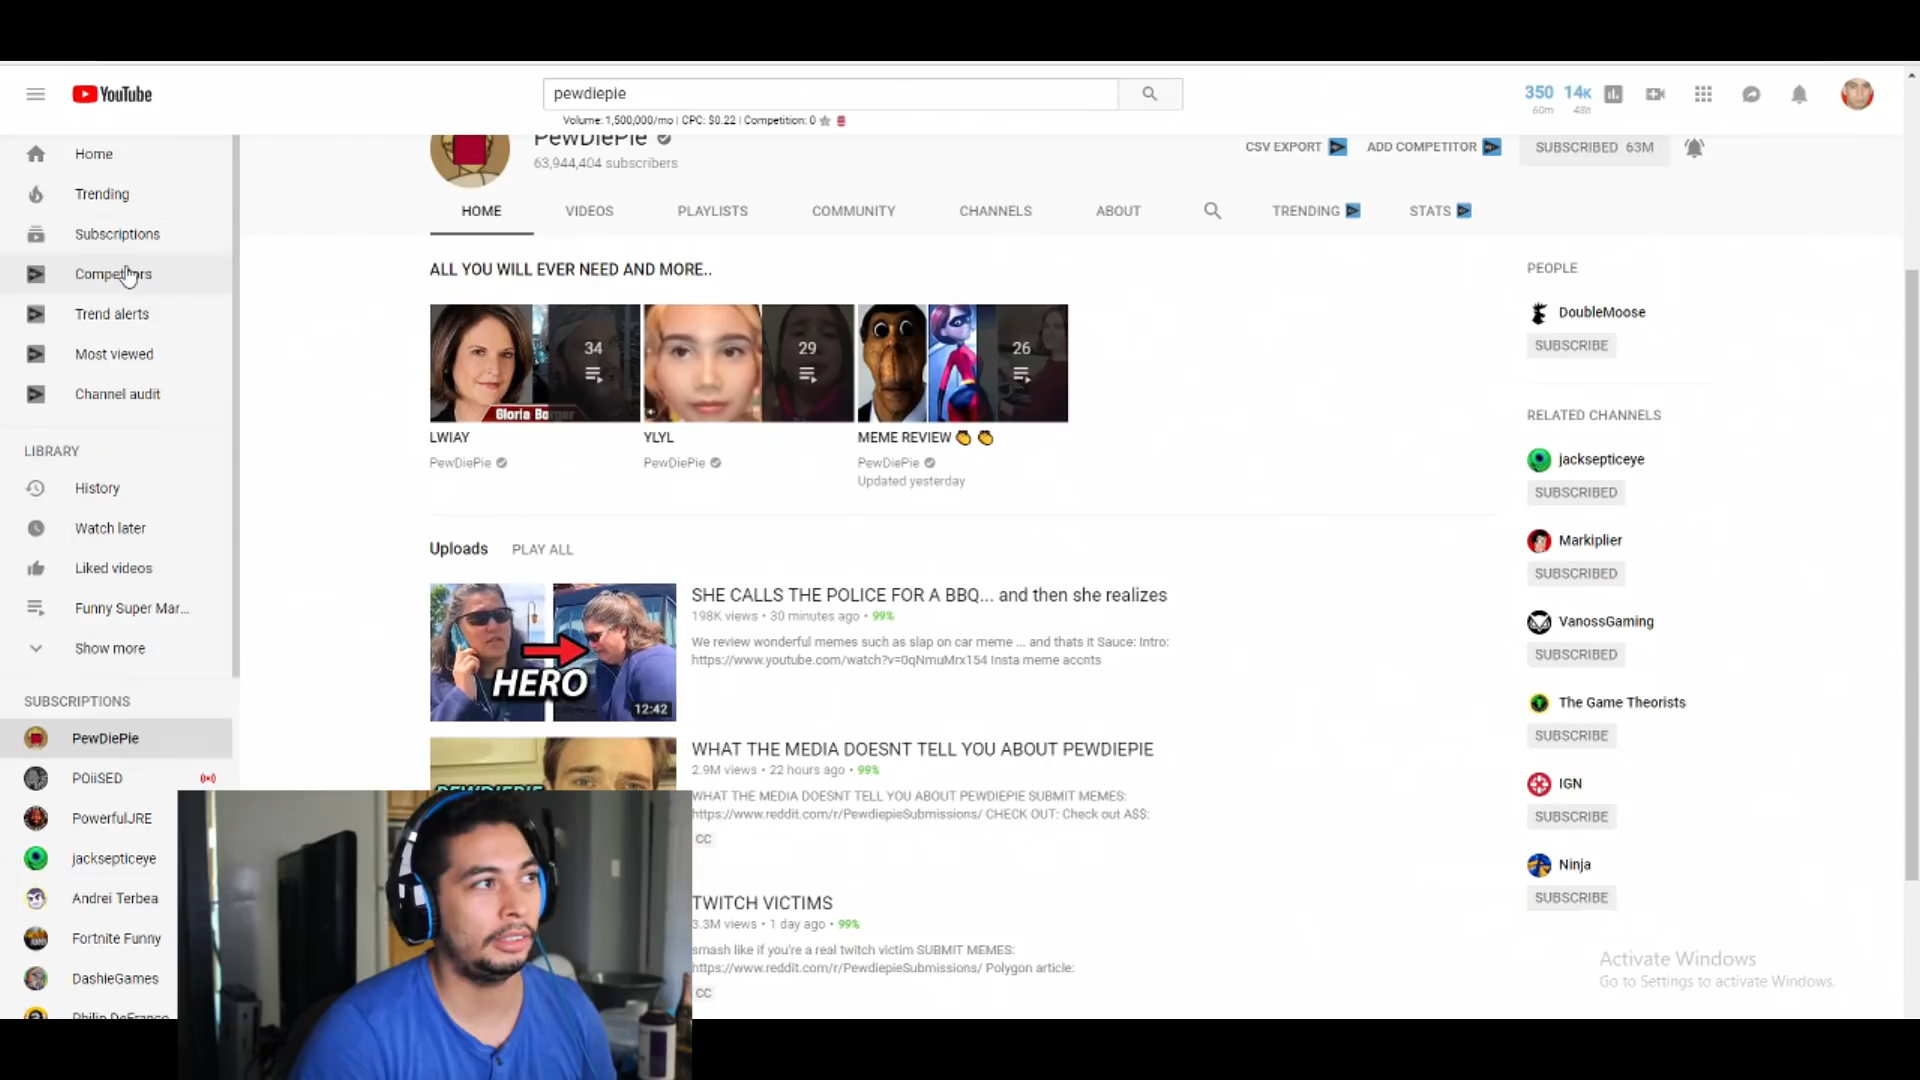 YouTube
pewdiepie
Volume: 1,500,000/mo | CPC: $0.22 | Competition: 0
350 14K
60m 48h
Home
Trending
Subscriptions
Competitors
Trend alerts
Most viewed
Channel audit
LIBRARY
History
Watch later
Liked videos
Funny Super Mar...
Show more
SUBSCRIPTIONS
PewDiePie
POiiSED
PowerfulJRE
jacksepticeye
Andrei Terbea
Fortnite Funny
DashieGames
Philip DeFranco
PewDiePie
63,944,404 subscribers
CSV EXPORT ADD COMPETITOR SUBSCRIBED 63M
HOME VIDEOS PLAYLISTS COMMUNITY CHANNELS ABOUT TRENDING STATS
ALL YOU WILL EVER NEED AND MORE..
34 29 26
Gloria Borger
LWIAY YLYL MEME REVIEW 👏 👏
PewDiePie PewDiePie PewDiePie
Updated yesterday
Uploads PLAY ALL
HERO
12:42
SHE CALLS THE POLICE FOR A BBQ... and then she realizes
198K views • 30 minutes ago • 99%
We review wonderful memes such as slap on car meme ... and thats it Sauce: Intro:
https://www.youtube.com/watch?v=0qNmuMrx154 Insta meme accnts
WHAT THE MEDIA DOESNT TELL YOU ABOUT PEWDIEPIE
2.9M views • 22 hours ago • 99%
WHAT THE MEDIA DOESNT TELL YOU ABOUT PEWDIEPIE SUBMIT MEMES:
https://www.reddit.com/r/PewdiepieSubmissions/ CHECK OUT: Check out A$$:
CC
TWITCH VICTIMS
3.3M views • 1 day ago • 99%
smash like if you're a real twitch victim SUBMIT MEMES:
https://www.reddit.com/r/PewdiepieSubmissions/ Polygon article:
CC
PEOPLE
DoubleMoose
SUBSCRIBE
RELATED CHANNELS
jacksepticeye
SUBSCRIBED
Markiplier
SUBSCRIBED
VanossGaming
SUBSCRIBED
The Game Theorists
SUBSCRIBE
IGN
SUBSCRIBE
Ninja
SUBSCRIBE
Activate Windows
Go to Settings to activate Windows.